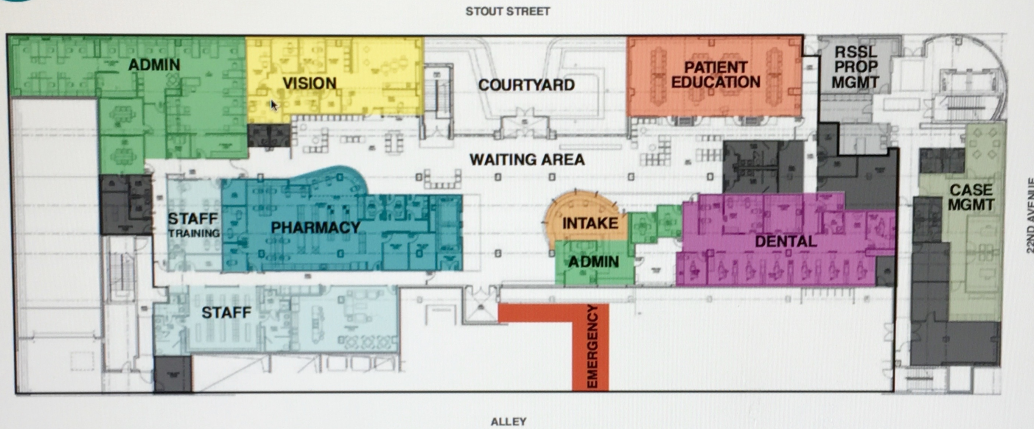 STOUT STREET
ADMIN
VISION
COURTYARD
PATIENT
EDUCATION
RSSL
PROP
MGMT
WAITING AREA
STAFF
TRAINING
PHARMACY
INTAKE
ADMIN
DENTAL
CASE
MGMT
22ND AVENUE
STAFF
EMERGENCY
ALLEY